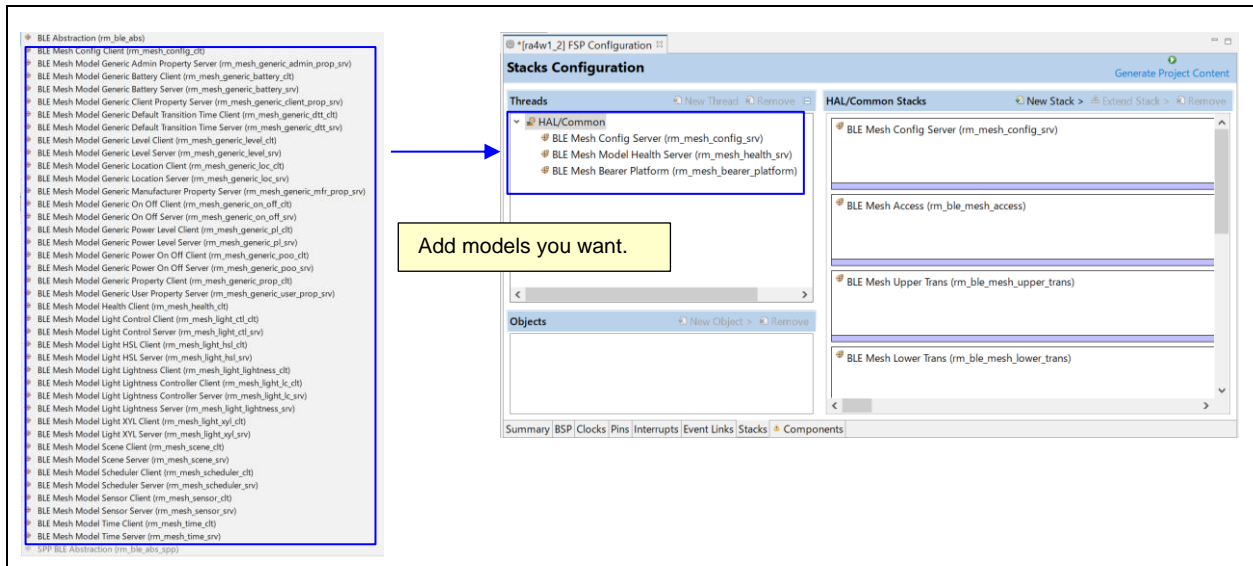 BLE Abstraction (rm_ble_abs)
BLE Mesh Config Client (rm_mesh_config_clt)
BLE Mesh Model Generic Admin Property Server (rm_mesh_generic_admin_prop_srv)
BLE Mesh Model Generic Battery Client (rm_mesh_generic_battery_clt)
BLE Mesh Model Generic Battery Server (rm_mesh_generic_battery_srv)
BLE Mesh Model Generic Client Property Server (rm_mesh_generic_client_prop_srv)
BLE Mesh Model Generic Default Transition Time Client (rm_mesh_generic_dtt_clt)
BLE Mesh Model Generic Default Transition Time Server (rm_mesh_generic_dtt_srv)
BLE Mesh Model Generic Level Client (rm_mesh_generic_level_clt)
BLE Mesh Model Generic Level Server (rm_mesh_generic_level_srv)
BLE Mesh Model Generic Location Client (rm_mesh_generic_loc_clt)
BLE Mesh Model Generic Location Server (rm_mesh_generic_loc_srv)
BLE Mesh Model Generic Manufacturer Property Server (rm_mesh_generic_mfr_prop_srv)
BLE Mesh Model Generic On Off Client (rm_mesh_generic_on_off_clt)
BLE Mesh Model Generic On Off Server (rm_mesh_generic_on_off_srv)
BLE Mesh Model Generic Power Level Client (rm_mesh_generic_pl_clt)
BLE Mesh Model Generic Power Level Server (rm_mesh_generic_pl_srv)
BLE Mesh Model Generic Power On Off Client (rm_mesh_generic_poo_clt)
BLE Mesh Model Generic Power On Off Server (rm_mesh_generic_poo_srv)
BLE Mesh Model Generic Property Client (rm_mesh_generic_prop_clt)
BLE Mesh Model Generic User Property Server (rm_mesh_generic_user_prop_srv)
BLE Mesh Model Health Client (rm_mesh_health_clt)
BLE Mesh Model Light Control Client (rm_mesh_light_ctl_clt)
BLE Mesh Model Light Control Server (rm_mesh_light_ctl_srv)
BLE Mesh Model Light HSL Client (rm_mesh_light_hsl_clt)
BLE Mesh Model Light HSL Server (rm_mesh_light_hsl_srv)
BLE Mesh Model Light Lightness Client (rm_mesh_light_lightness_clt)
BLE Mesh Model Light Lightness Controller Client (rm_mesh_light_lc_clt)
BLE Mesh Model Light Lightness Controller Server (rm_mesh_light_lc_srv)
BLE Mesh Model Light Lightness Server (rm_mesh_light_lightness_srv)
BLE Mesh Model Light XYL Client (rm_mesh_light_xyl_clt)
BLE Mesh Model Light XYL Server (rm_mesh_light_xyl_srv)
BLE Mesh Model Scene Client (rm_mesh_scene_clt)
BLE Mesh Model Scene Server (rm_mesh_scene_srv)
BLE Mesh Model Scheduler Client (rm_mesh_scheduler_clt)
BLE Mesh Model Scheduler Server (rm_mesh_scheduler_srv)
BLE Mesh Model Sensor Client (rm_mesh_sensor_clt)
BLE Mesh Model Sensor Server (rm_mesh_sensor_srv)
BLE Mesh Model Time Client (rm_mesh_time_clt)
BLE Mesh Model Time Server (rm_mesh_time_srv)
SPP BLE Abstraction (rm_ble_abs_spp)
Add models you want.
*[ra4w1_2] FSP Configuration
Stacks Configuration
Generate Project Content
Threads New Thread Remove
HAL/Common
BLE Mesh Config Server (rm_mesh_config_srv)
BLE Mesh Model Health Server (rm_mesh_health_srv)
BLE Mesh Bearer Platform (rm_mesh_bearer_platform)
Objects New Object > Remove
HAL/Common Stacks New Stack > Extend Stack > Remove
BLE Mesh Config Server (rm_mesh_config_srv)
BLE Mesh Access (rm_ble_mesh_access)
BLE Mesh Upper Trans (rm_ble_mesh_upper_trans)
BLE Mesh Lower Trans (rm_ble_mesh_lower_trans)
Summary BSP Clocks Pins Interrupts Event Links Stacks Components